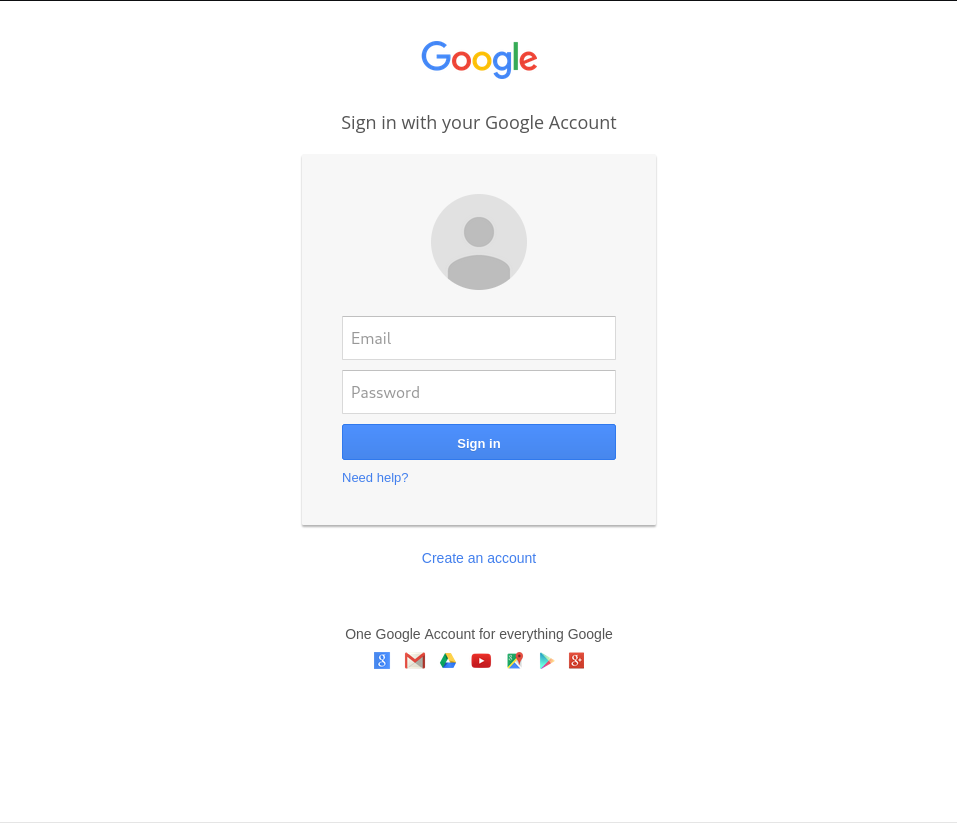 Google
Sign in with your Google Account
Email
Password
Sign in
Need help?
Create an account
One Google Account for everything Google